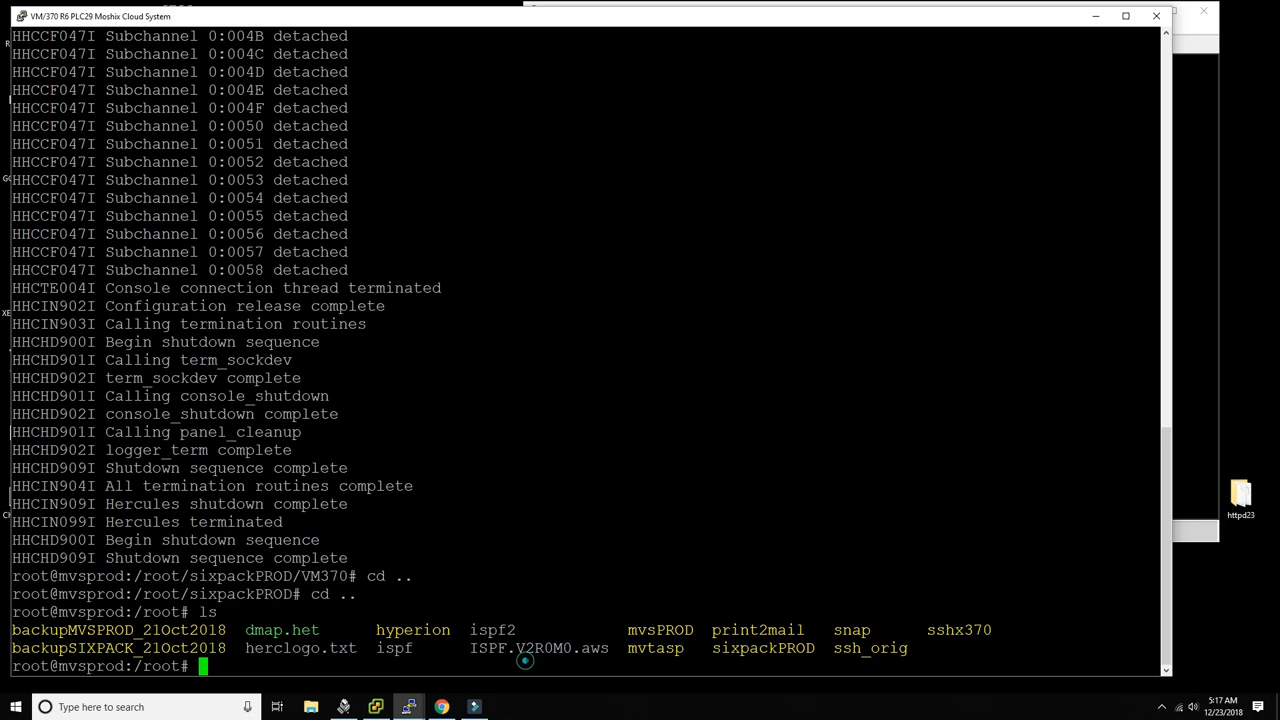 VM/370 R6 PLC29 Moshix Cloud System
HHCCF047I Subchannel 0:004B detached
HHCCF047I Subchannel 0:004C detached
HHCCF047I Subchannel 0:004D detached
HHCCF047I Subchannel 0:004E detached
HHCCF047I Subchannel 0:004F detached
HHCCF047I Subchannel 0:0050 detached
HHCCF047I Subchannel 0:0051 detached
HHCCF047I Subchannel 0:0052 detached
HHCCF047I Subchannel 0:0053 detached
HHCCF047I Subchannel 0:0054 detached
HHCCF047I Subchannel 0:0055 detached
HHCCF047I Subchannel 0:0056 detached
HHCCF047I Subchannel 0:0057 detached
HHCCF047I Subchannel 0:0058 detached
HHCTE004I Console connection thread terminated
HHCIN902I Configuration release complete
HHCIN903I Calling termination routines
HHCHD900I Begin shutdown sequence
HHCHD901I Calling term_sockdev
HHCHD902I term_sockdev complete
HHCHD901I Calling console_shutdown
HHCHD902I console_shutdown complete
HHCHD901I Calling panel_cleanup
HHCHD902I logger_term complete
HHCHD909I Shutdown sequence complete
HHCIN904I All termination routines complete
HHCIN909I Hercules shutdown complete
HHCIN099I Hercules terminated
HHCHD900I Begin shutdown sequence
HHCHD909I Shutdown sequence complete
root@mvsprod:/root/sixpackPROD/VM370# cd ..
root@mvsprod:/root/sixpackPROD# cd ..
root@mvsprod:/root# ls
backupMVSPROD_21Oct2018 dmap.het hyperion ispf2 mvsPROD print2mail snap sshx370
backupSIXPACK_21Oct2018 herclogo.txt ispf ISPF.V2R0M0.aws mvtasp sixpackPROD ssh_orig
root@mvsprod:/root#
httpd23
Type here to search
5:17 AM
12/23/2018